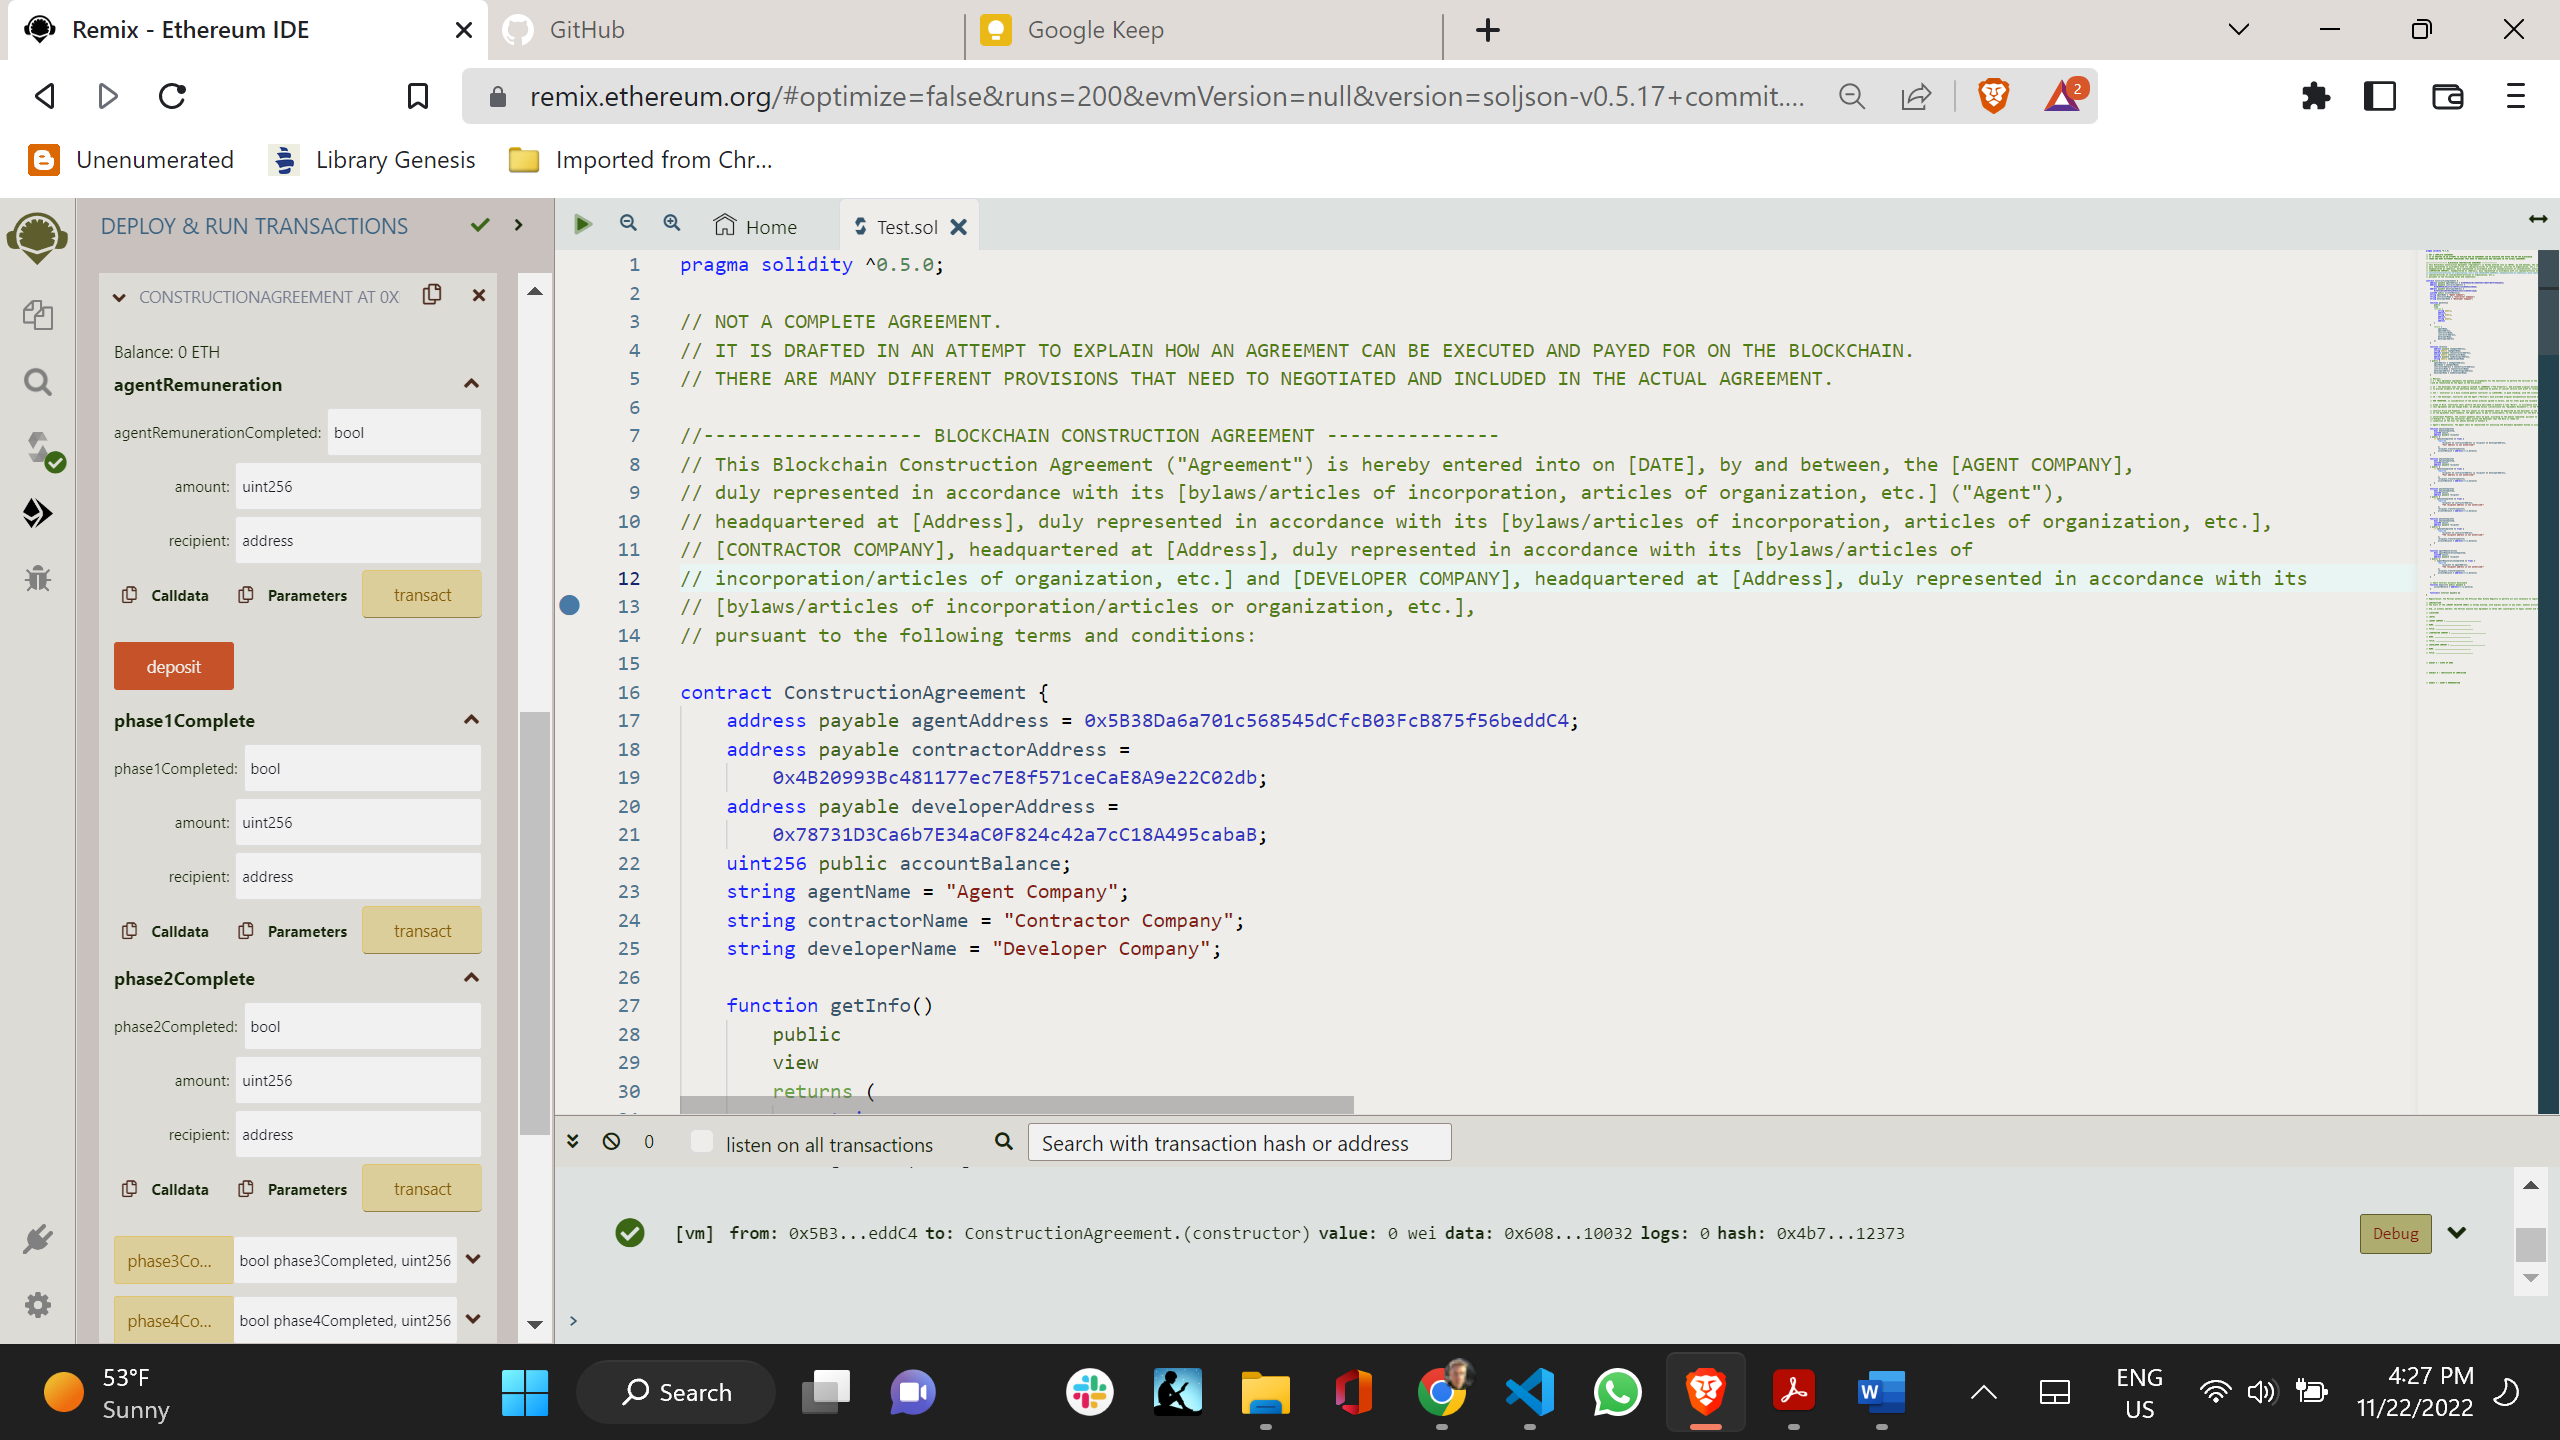 Remix - Ethereum IDE
GitHub
Google Keep
remix.ethereum.org/#optimize=false&runs=200&evmVersion=null&version=soljson-v0.5.17+commit....
2
Unenumerated
Library Genesis
Imported from Chr...
DEPLOY & RUN TRANSACTIONS
CONSTRUCTIONAGREEMENT AT 0X
Balance: 0 ETH
agentRemuneration
agentRemunerationCompleted: bool
amount: uint256
recipient: address
Calldata Parameters transact
deposit
phase1Complete
phase1Completed: bool
amount: uint256
recipient: address
Calldata Parameters transact
phase2Complete
phase2Completed: bool
amount: uint256
recipient: address
Calldata Parameters transact
phase3Co... bool phase3Completed, uint256
phase4Co... bool phase4Completed, uint256
Home
Test.sol
1 pragma solidity ^0.5.0;
2
3 // NOT A COMPLETE AGREEMENT.
4 // IT IS DRAFTED IN AN ATTEMPT TO EXPLAIN HOW AN AGREEMENT CAN BE EXECUTED AND PAYED FOR ON THE BLOCKCHAIN.
5 // THERE ARE MANY DIFFERENT PROVISIONS THAT NEED TO NEGOTIATED AND INCLUDED IN THE ACTUAL AGREEMENT.
6
7 //------------------- BLOCKCHAIN CONSTRUCTION AGREEMENT ---------------
8 // This Blockchain Construction Agreement ("Agreement") is hereby entered into on [DATE], by and between, the [AGENT COMPANY],
9 // duly represented in accordance with its [bylaws/articles of incorporation, articles of organization, etc.] ("Agent"),
10 // headquartered at [Address], duly represented in accordance with its [bylaws/articles of incorporation, articles of organization, etc.],
11 // [CONTRACTOR COMPANY], headquartered at [Address], duly represented in accordance with its [bylaws/articles of
12 // incorporation/articles of organization, etc.] and [DEVELOPER COMPANY], headquartered at [Address], duly represented in accordance with its
13 // [bylaws/articles of incorporation/articles or organization, etc.],
14 // pursuant to the following terms and conditions:
15
16 contract ConstructionAgreement {
17 address payable agentAddress = 0x5B38Da6a701c568545dCfcB03FcB875f56beddC4;
18 address payable contractorAddress =
19 0x4B20993Bc481177ec7E8f571ceCaE8A9e22C02db;
20 address payable developerAddress =
21 0x78731D3Ca6b7E34aC0F824c42a7cC18A495cabaB;
22 uint256 public accountBalance;
23 string agentName = "Agent Company";
24 string contractorName = "Contractor Company";
25 string developerName = "Developer Company";
26
27 function getInfo()
28 public
29 view
30 returns (
0
listen on all transactions
Search with transaction hash or address
[vm] from: 0x5B3...eddC4 to: ConstructionAgreement.(constructor) value: 0 wei data: 0x608...10032 logs: 0 hash: 0x4b7...12373
Debug
>
53°F
Sunny
Search
ENG
US
4:27 PM
11/22/2022